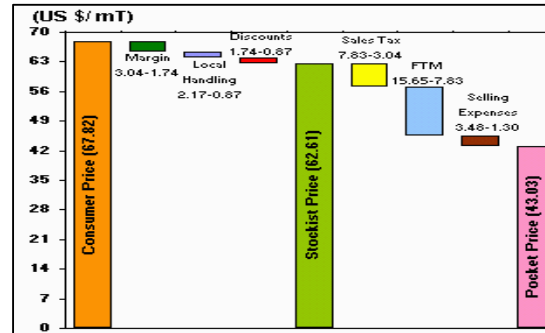 (US $/ mT)
70
63
56
49
42
35
28
21
14
7
0
Consumer Price (67.82)
Margin
3.04-1.74
Local
Handling
2.17-0.87
Discounts
1.74-0.87
Stockist Price (62.61)
Sales Tax
7.83-3.04
FTM
15.65-7.83
Selling
Expenses
3.48-1.30
Pocket Price (43.03)